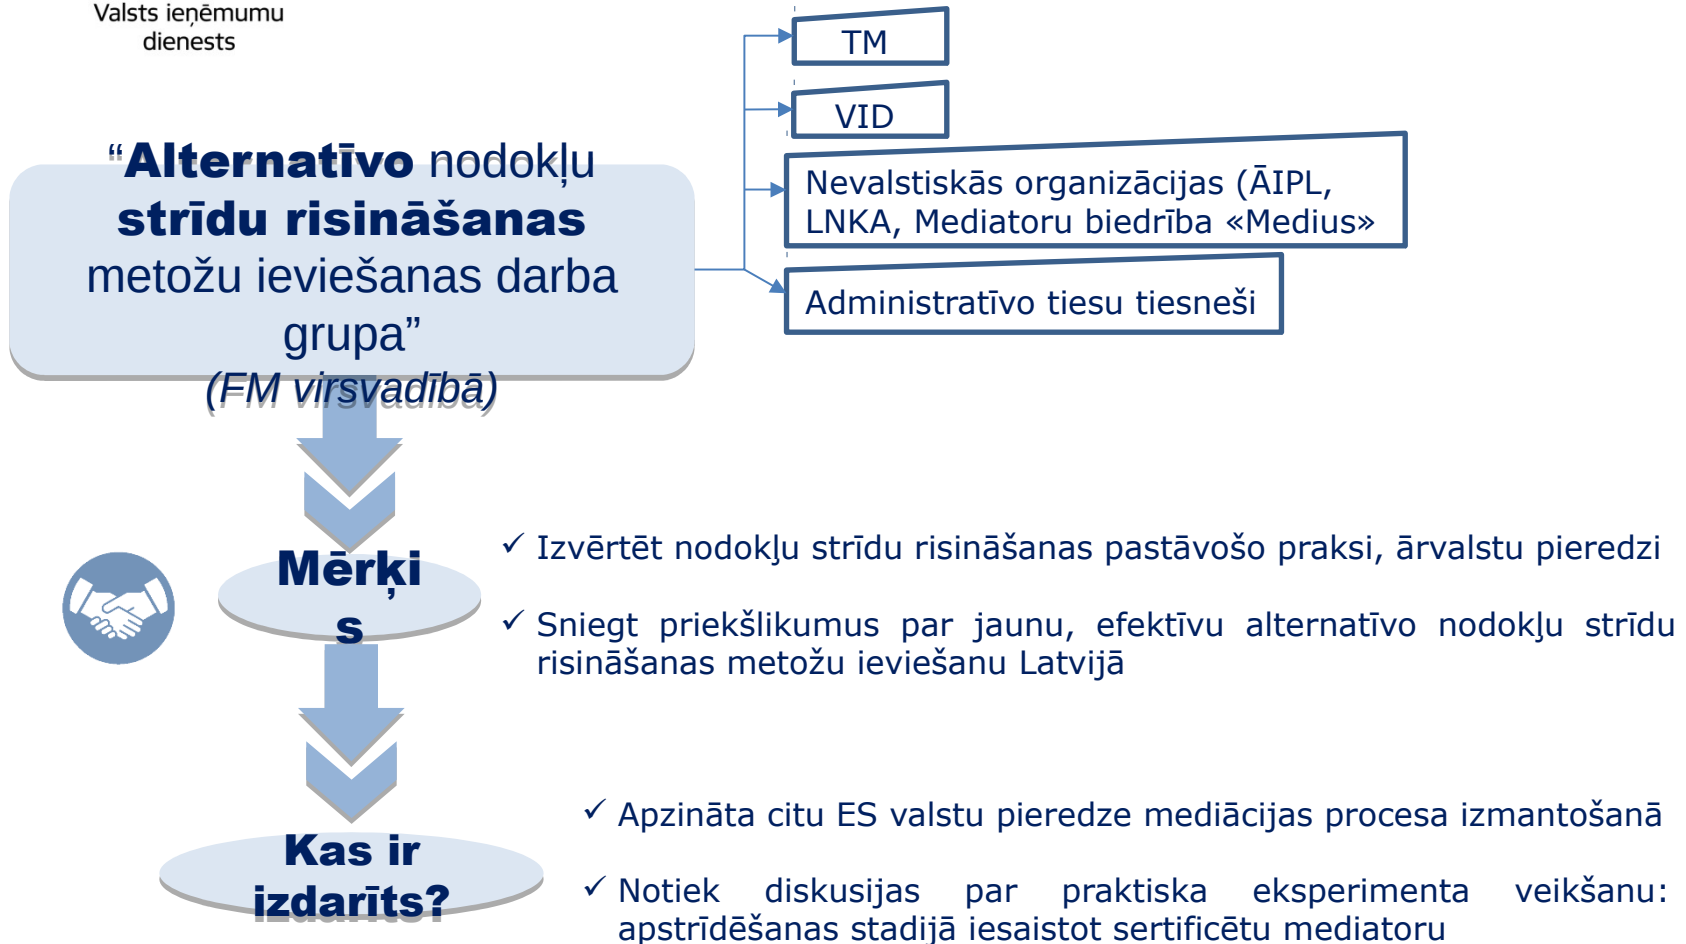 Valsts ieņēmumu
dienests
TM
VID
Nevalstiskās organizācijas (ĀIPL,
LNKA, Mediatoru biedrība «Medius»
Administratīvo tiesu tiesneši
“Alternatīvo nodokļu
strīdu risināšanas
metožu ieviešanas darba
grupa”
(FM virsvadībā)
Mērķi
s
✓ Izvērtēt nodokļu strīdu risināšanas pastāvošo praksi, ārvalstu pieredzi
✓ Sniegt priekšlikumus par jaunu, efektīvu alternatīvo nodokļu strīdu
risināšanas metožu ieviešanu Latvijā
Kas ir
izdarīts?
✓ Apzināta citu ES valstu pieredze mediācijas procesa izmantošanā
✓ Notiek diskusijas par praktiska eksperimenta veikšanu:
apstrīdēšanas stadijā iesaistot sertificētu mediatoru